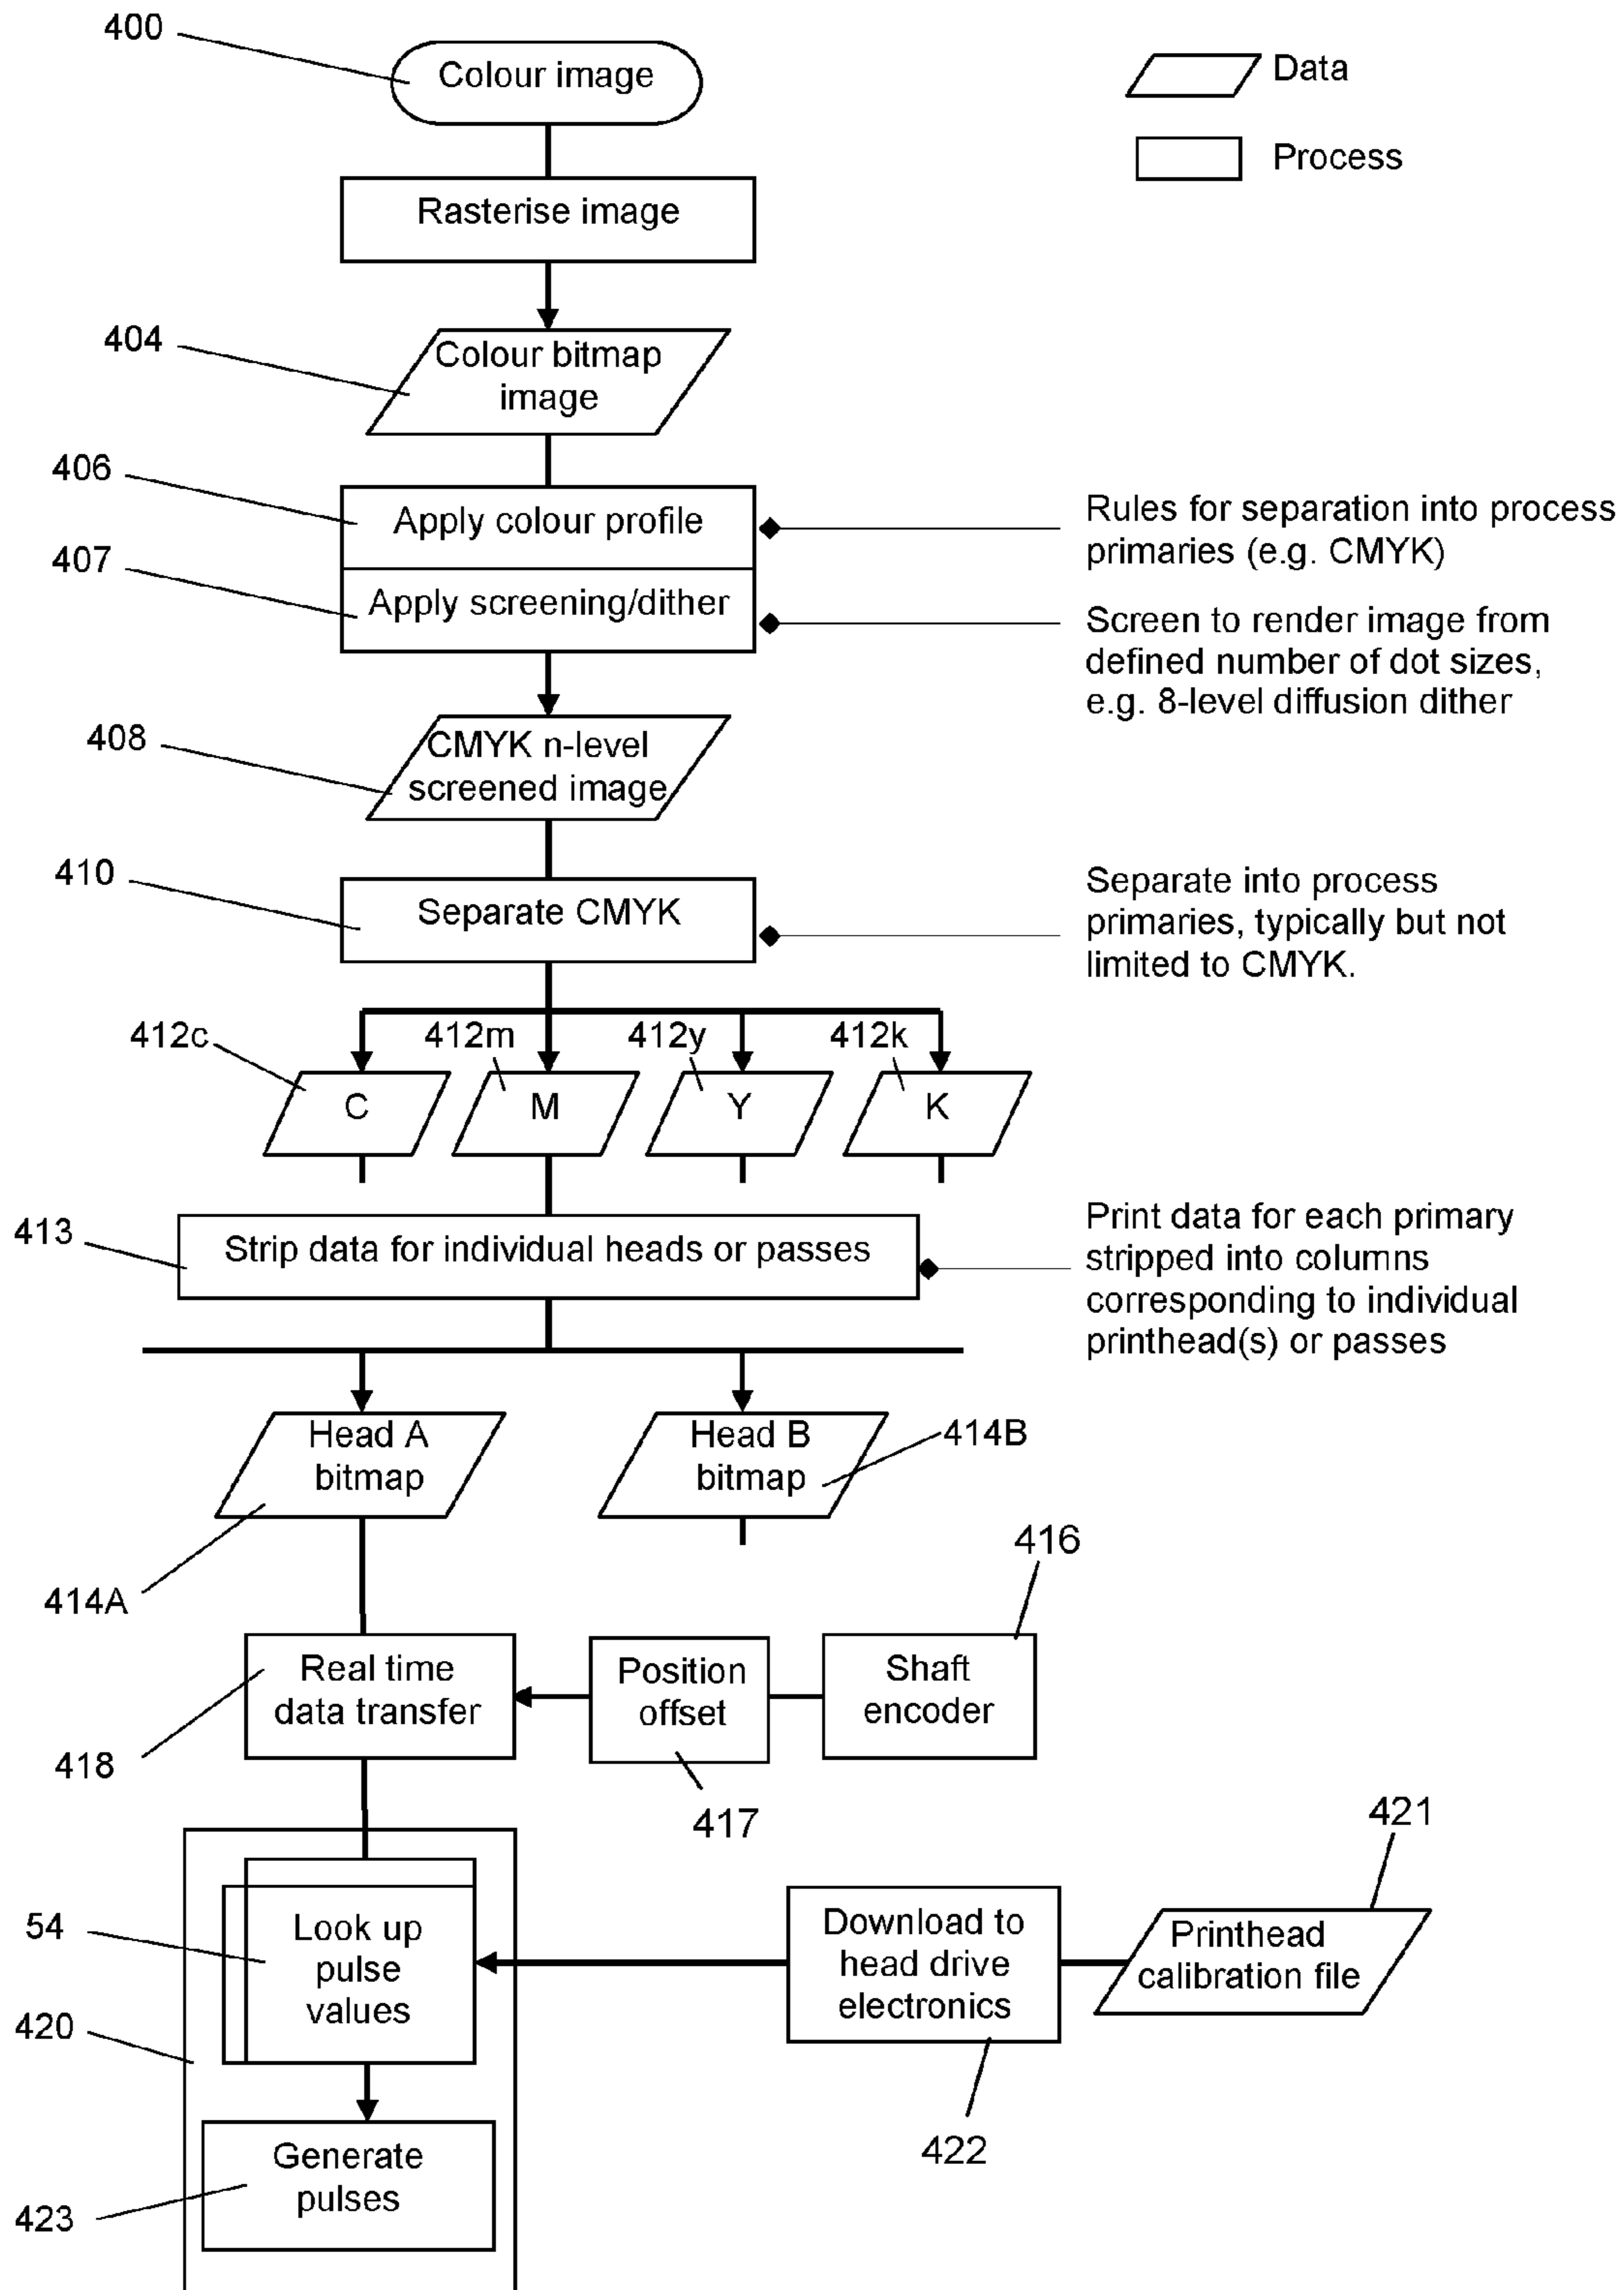 400
Colour image
Data
Process
Rasterise image
404
Colour bitmap
image
406
Apply colour profile
Rules for separation into process
primaries (e.g. CMYK)
407
Apply screening/dither
Screen to render image from
defined number of dot sizes,
e.g. 8-level diffusion dither
408
CMYK n-level
screened image
410
Separate CMYK
Separate into process
primaries, typically but not
limited to CMYK.
412c
412m
412y
412k
C
M
Y
K
413
Strip data for individual heads or passes
Print data for each primary
stripped into columns
corresponding to individual
printhead(s) or passes
Head A
bitmap
Head B
bitmap
414B
414A
416
Real time
data transfer
Position
offset
Shaft
encoder
418
417
421
54
Look up
pulse
values
Download to
head drive
electronics
Printhead
calibration file
420
422
Generate
pulses
423